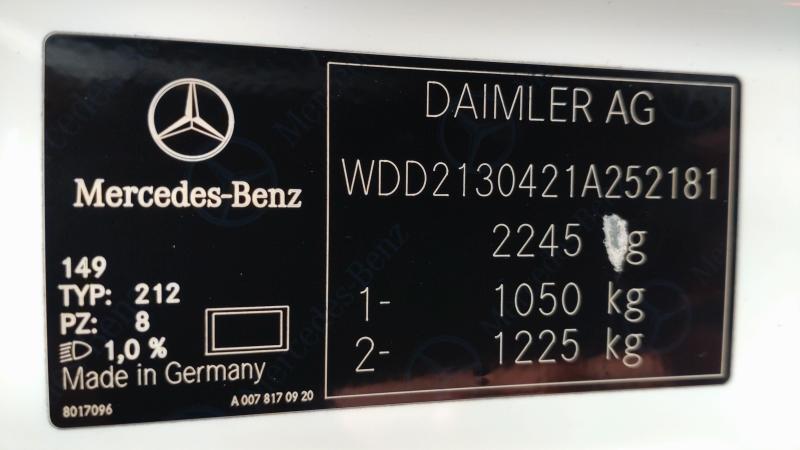 Mercedes-Benz
149
TYP: 212
PZ: 8
1,0 %
Made in Germany
8017096
A 007 817 09 20
DAIMLER AG
WDD2130421A252181
2245 g
1- 1050 kg
2- 1225 kg